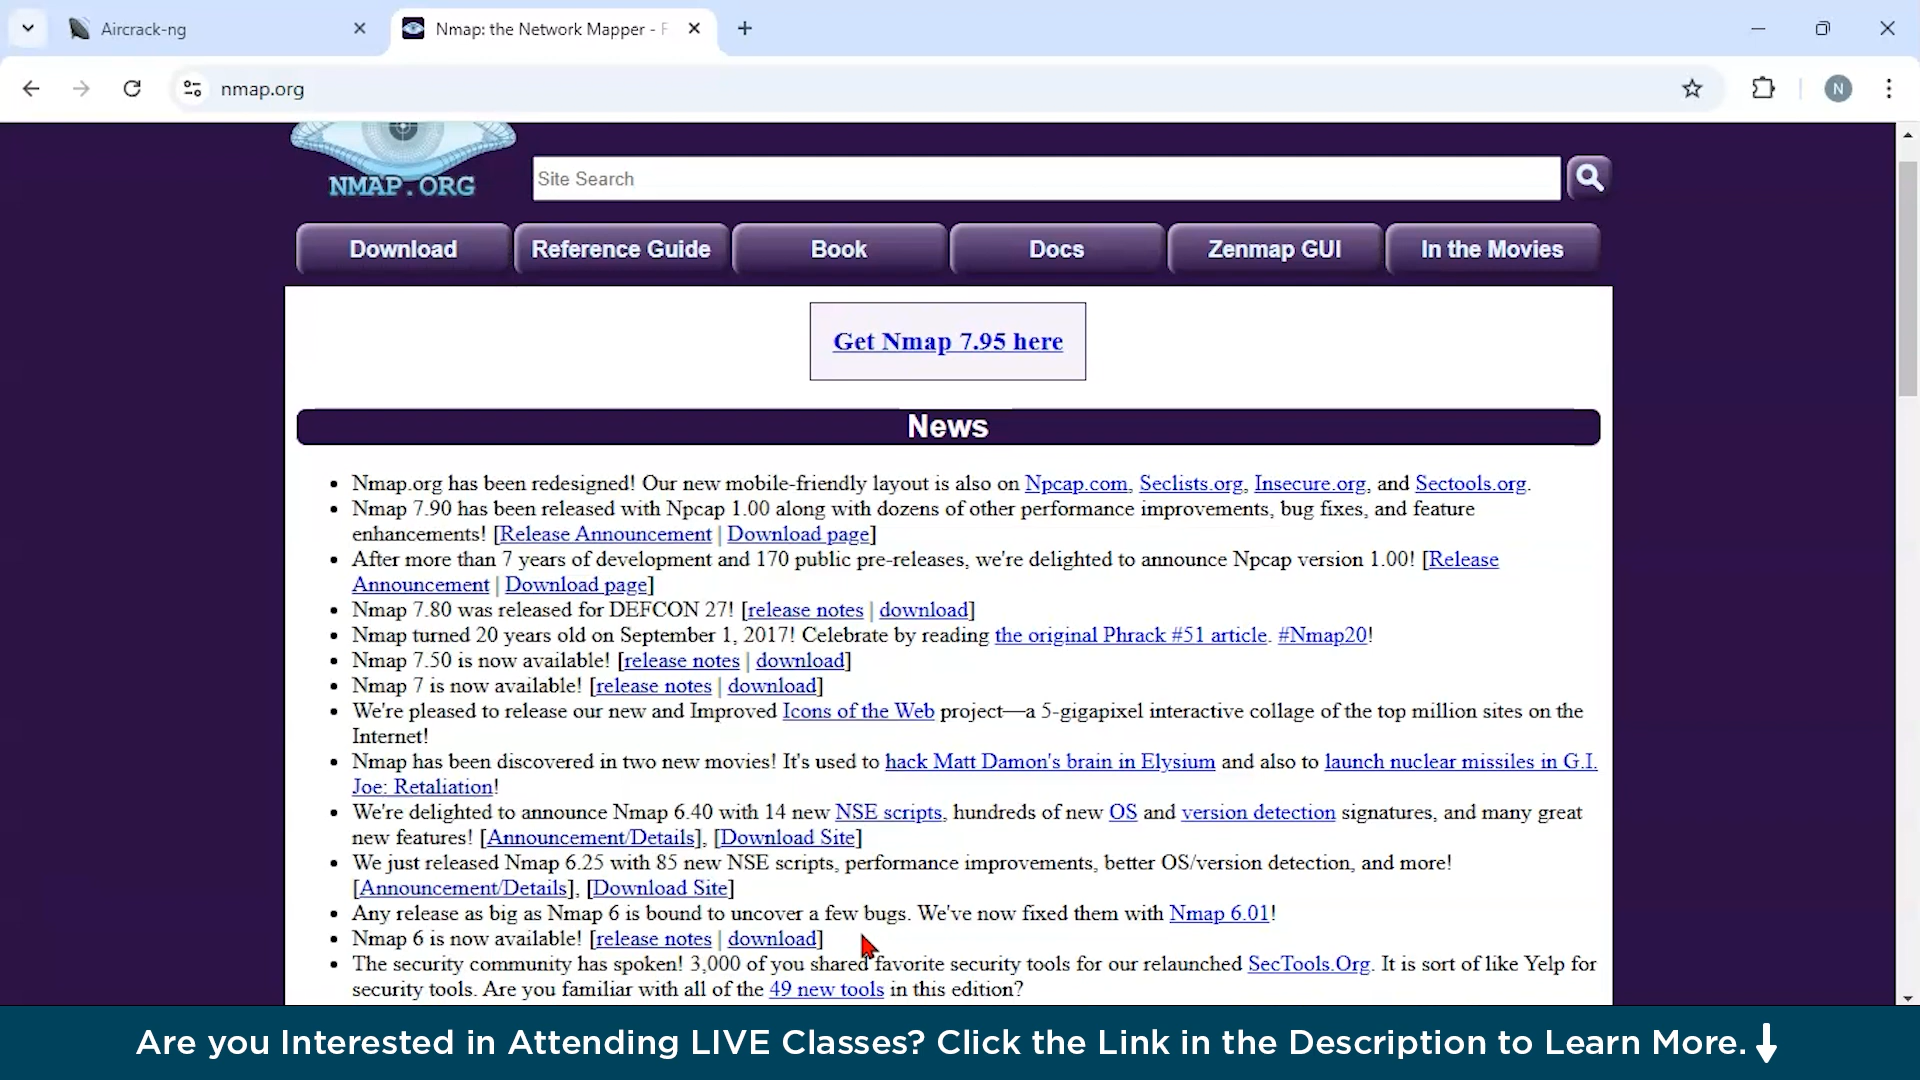 Aircrack-ng
Nmap: the Network Mapper - F
nmap.org
N
NMAP.ORG
Site Search
Download
Reference Guide
Book
Docs
Zenmap GUI
In the Movies
Get Nmap 7.95 here
News
Nmap.org has been redesigned! Our new mobile-friendly layout is also on Npcap.com, Seclists.org, Insecure.org, and Sectools.org.
Nmap 7.90 has been released with Npcap 1.00 along with dozens of other performance improvements, bug fixes, and feature
enhancements! [Release Announcement | Download page]
After more than 7 years of development and 170 public pre-releases, we're delighted to announce Npcap version 1.00! [Release
Announcement | Download page]
Nmap 7.80 was released for DEFCON 27! [release notes | download]
Nmap turned 20 years old on September 1, 2017! Celebrate by reading the original Phrack #51 article. #Nmap20!
Nmap 7.50 is now available! [release notes | download]
Nmap 7 is now available! [release notes | download]
We're pleased to release our new and Improved Icons of the Web project—a 5-gigapixel interactive collage of the top million sites on the
Internet!
Nmap has been discovered in two new movies! It's used to hack Matt Damon's brain in Elysium and also to launch nuclear missiles in G.I.
Joe: Retaliation!
We're delighted to announce Nmap 6.40 with 14 new NSE scripts, hundreds of new OS and version detection signatures, and many great
new features! [Announcement/Details], [Download Site]
We just released Nmap 6.25 with 85 new NSE scripts, performance improvements, better OS/version detection, and more!
[Announcement/Details], [Download Site]
Any release as big as Nmap 6 is bound to uncover a few bugs. We've now fixed them with Nmap 6.01!
Nmap 6 is now available! [release notes | download]
The security community has spoken! 3,000 of you shared favorite security tools for our relaunched SecTools.Org. It is sort of like Yelp for
security tools. Are you familiar with all of the 49 new tools in this edition?
Are you Interested in Attending LIVE Classes? Click the Link in the Description to Learn More.